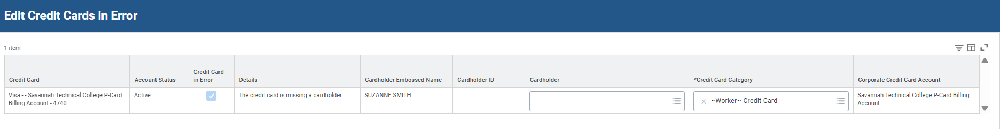 Edit Credit Cards in Error
1 item
Credit Card
Account Status
Credit Card
in Error
Details
Cardholder Embossed Name
Cardholder ID
Cardholder
*Credit Card Category
Corporate Credit Card Account
Visa - - Savannah Technical College P-Card
Billing Account - 4740
Active
The credit card is missing a cardholder.
SUZANNE SMITH
× ~Worker~ Credit Card
Savannah Technical College P-Card Billing
Account